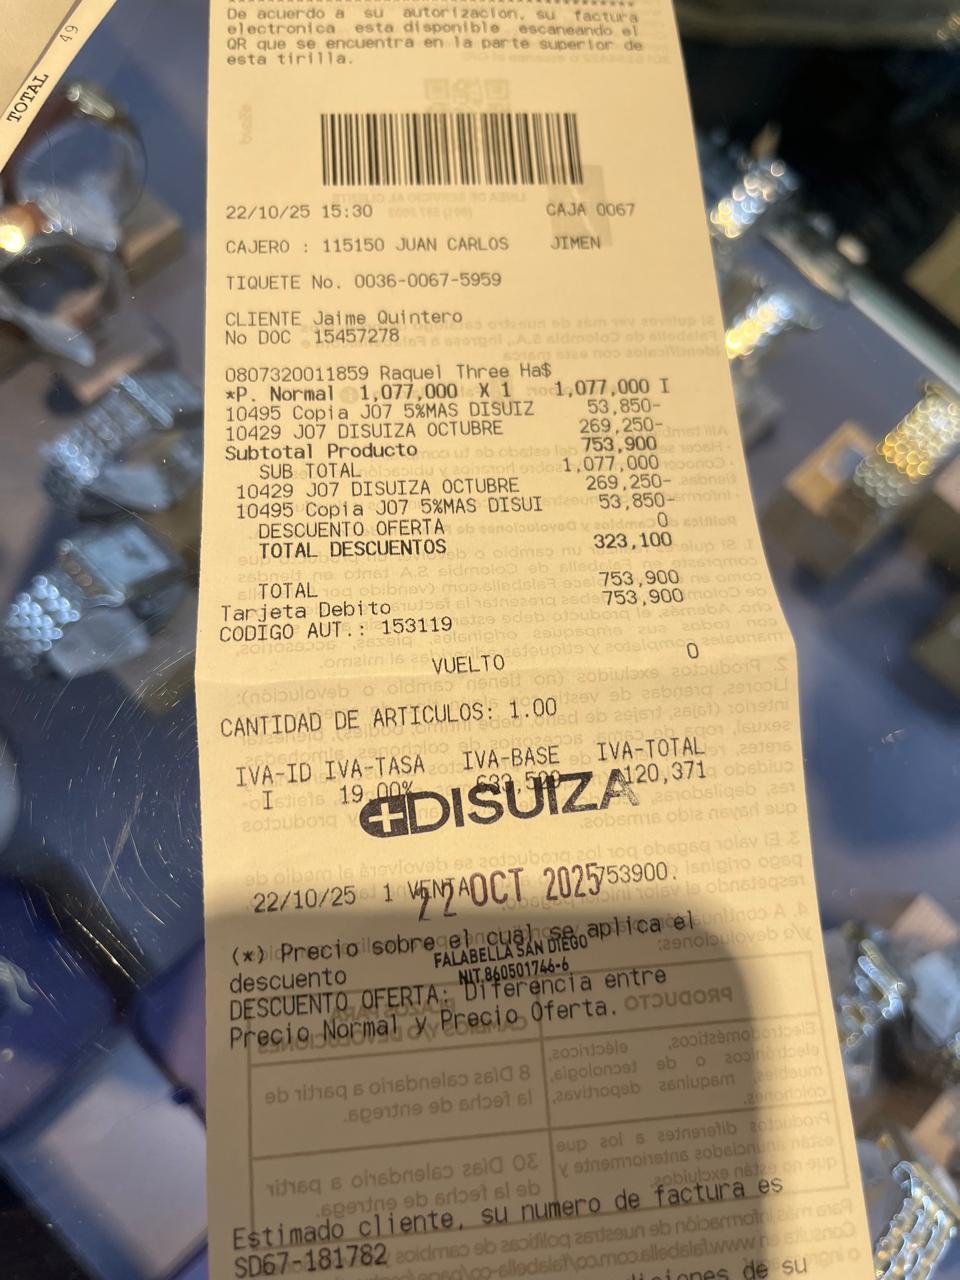 TOTAL 49
De acuerdo a su autorizacion, su factura
electronica esta disponible escaneando el
QR que se encuentra en la parte superior de
esta tirilla.
22/10/25 15:30 CAJA 0067
CAJERO : 115150 JUAN CARLOS JIMEN
TIQUETE No. 0036-0067-5959
CLIENTE Jaime Quintero
No DOC 15457278
0807320011859 Raquel Three Ha$
*P. Normal 1,077,000 X 1 1,077,000 I
10495 Copia J07 5%MAS DISUIZ 53,850-
10429 J07 DISUIZA OCTUBRE 269,250-
Subtotal Producto 753,900
SUB TOTAL 1,077,000
10429 J07 DISUIZA OCTUBRE 269,250-
10495 Copia J07 5%MAS DISUI 53,850-
DESCUENTO OFERTA 0
TOTAL DESCUENTOS 323,100
TOTAL 753,900
Tarjeta Debito 753,900
CODIGO AUT.: 153119
VUELTO 0
CANTIDAD DE ARTICULOS: 1.00
IVA-ID IVA-TASA IVA-BASE IVA-TOTAL
I 19.00% 120,371
DISUIZA
22/10/25 1 VENTA 753900.
22 OCT 2025
(*) Precio sobre el cual se aplica el
descuento
FALABELLA SAN DIEGO
NIT.860501746-6
DESCUENTO OFERTA: Diferencia entre
Precio Normal y Precio Oferta.
Estimado cliente, su numero de factura es
SD67-181782
de su